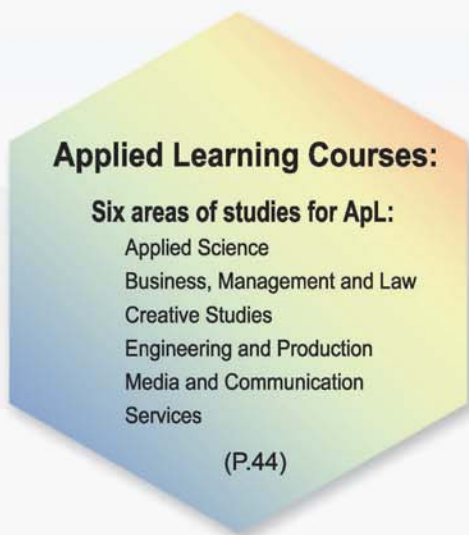 Applied Learning Courses:
Six areas of studies for ApL:
Applied Science
Business, Management and Law
Creative Studies
Engineering and Production
Media and Communication
Services
(P.44)